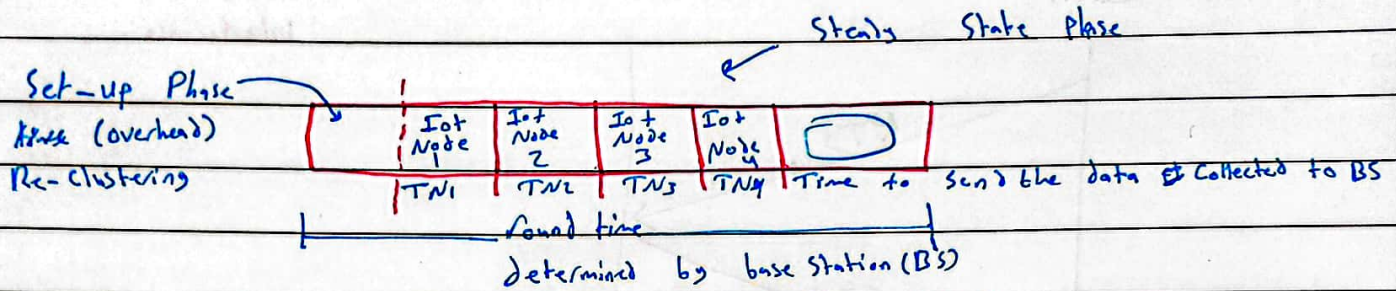 Steady State Phase
Set-up Phase
(overhead)
Re-Clustering
IoT Node 1
IoT Node 2
IoT Node 3
IoT Node 4
TN1 TN2 TN3 TN4 Time to send the data Collected to BS
round time
determined by base station (BS)